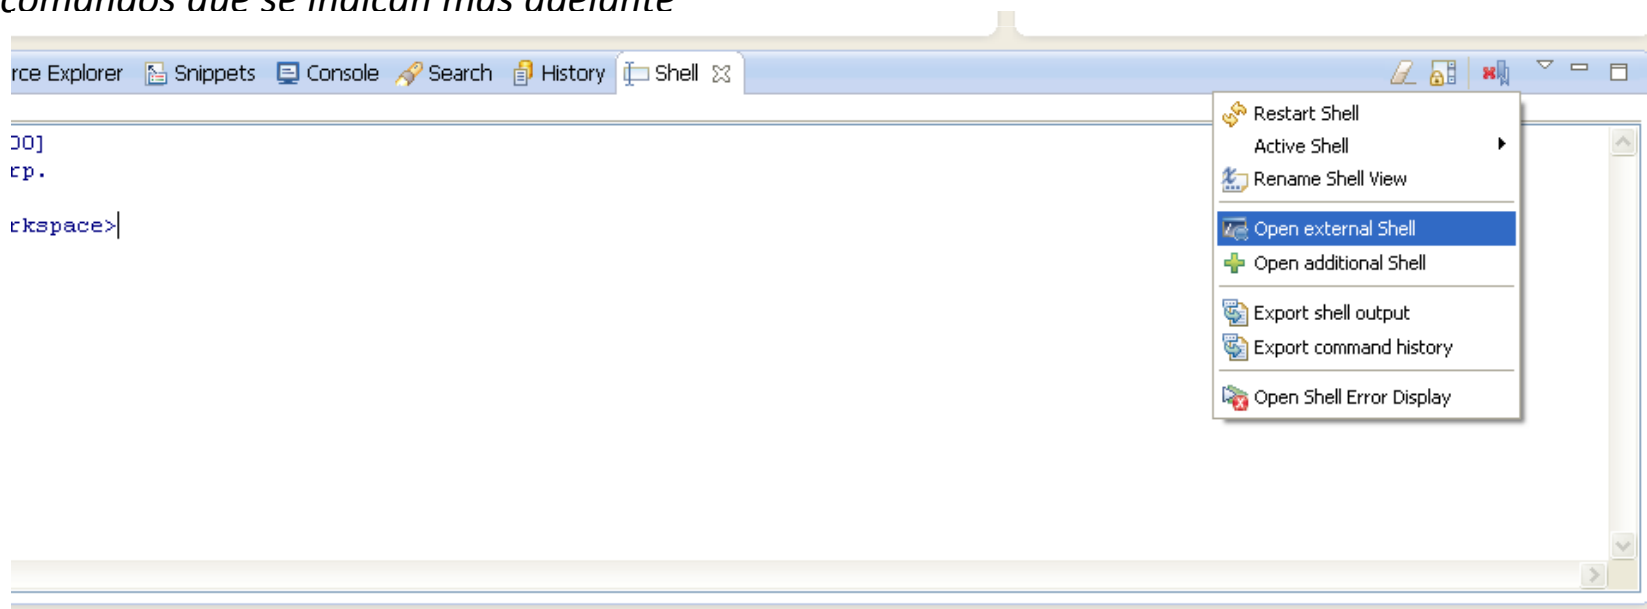 comandos que se indican más adelante
rce Explorer Snippets Console Search History Shell
Restart Shell
00]
Active Shell
rp.
Rename Shell View
rkspace>
Open external Shell
Open additional Shell
Export shell output
Export command history
Open Shell Error Display